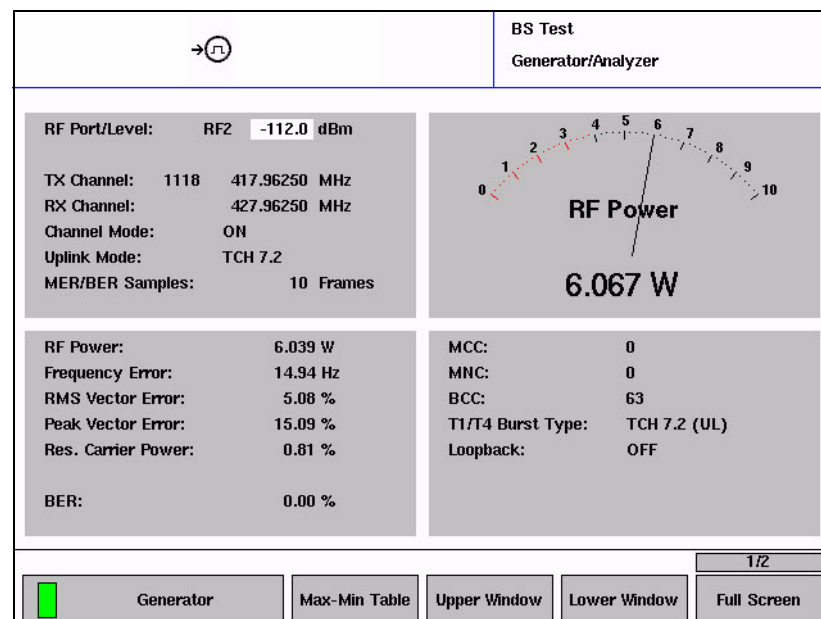 BS Test
Generator/Analyzer
RF Port/Level: RF2 -112.0 dBm
TX Channel: 1118 417.96250 MHz
RX Channel: 427.96250 MHz
Channel Mode: ON
Uplink Mode: TCH 7.2
MER/BER Samples: 10 Frames
0 1 2 3 4 5 6 7 8 9 10
RF Power
6.067 W
RF Power: 6.039 W
Frequency Error: 14.94 Hz
RMS Vector Error: 5.08 %
Peak Vector Error: 15.09 %
Res. Carrier Power: 0.81 %
BER: 0.00 %
MCC: 0
MNC: 0
BCC: 63
T1/T4 Burst Type: TCH 7.2 (UL)
Loopback: OFF
1/2
Generator
Max-Min Table
Upper Window
Lower Window
Full Screen